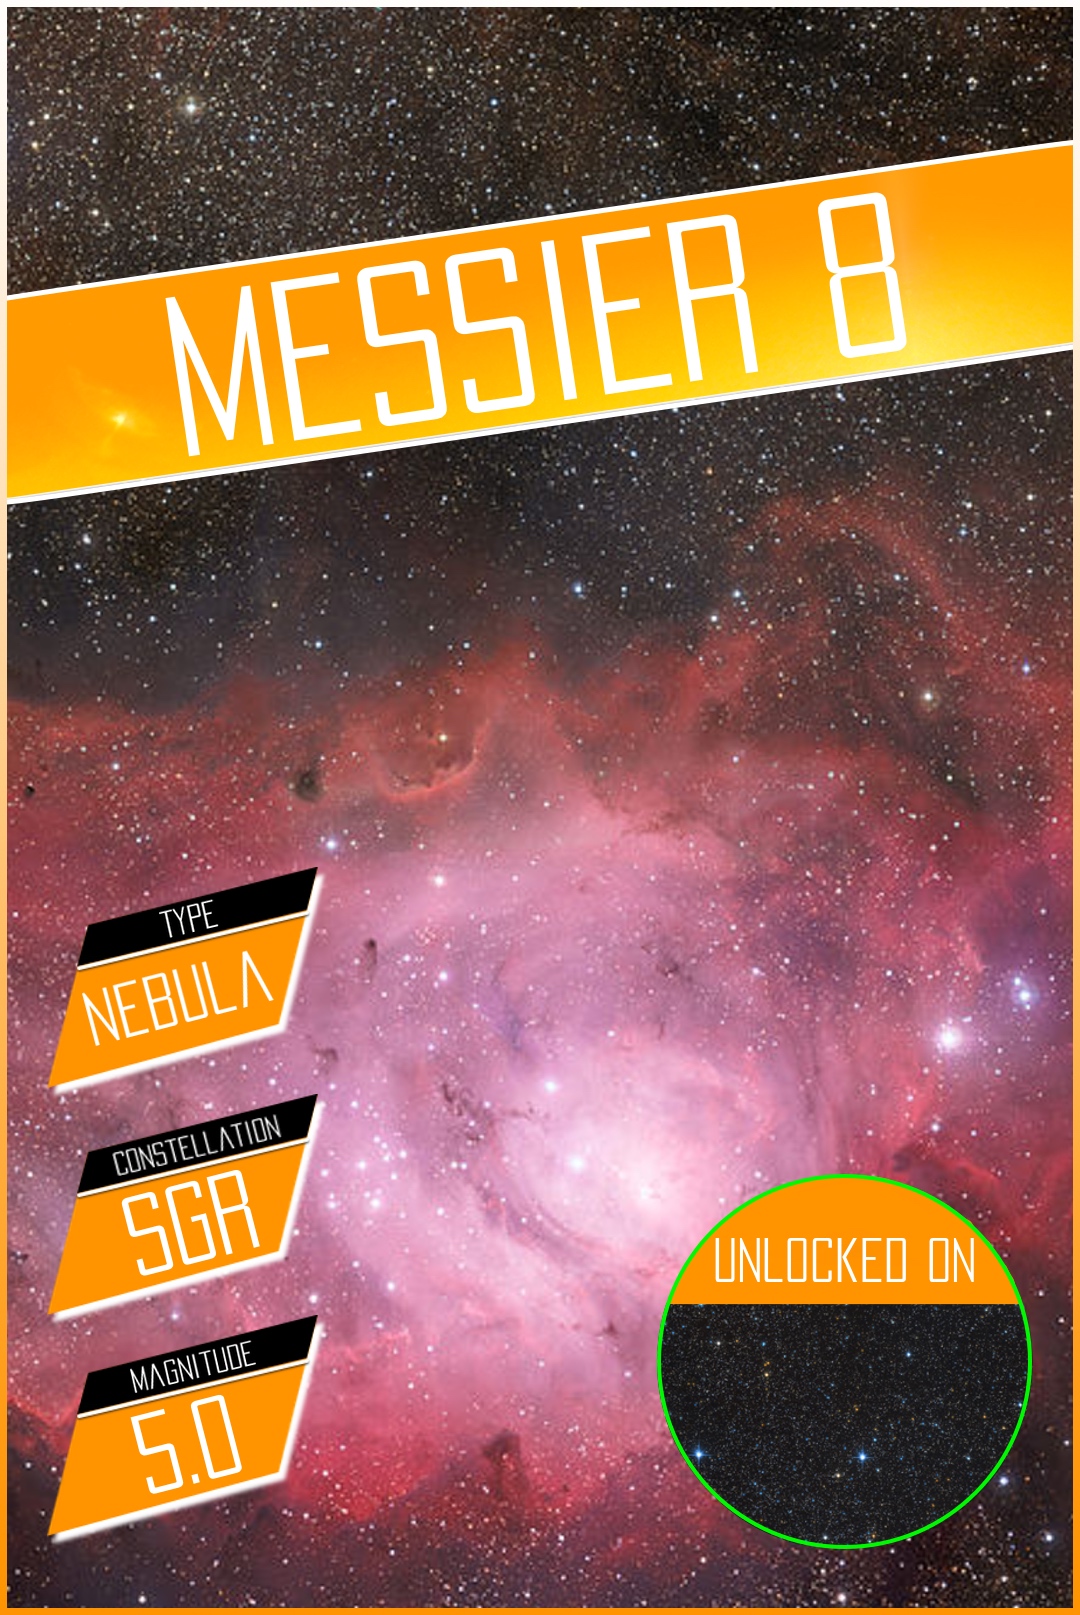 MESSIER 8
TYPE
NEBULA
CONSTELLATION
SGR
MAGNITUDE
5.0
UNLOCKED ON